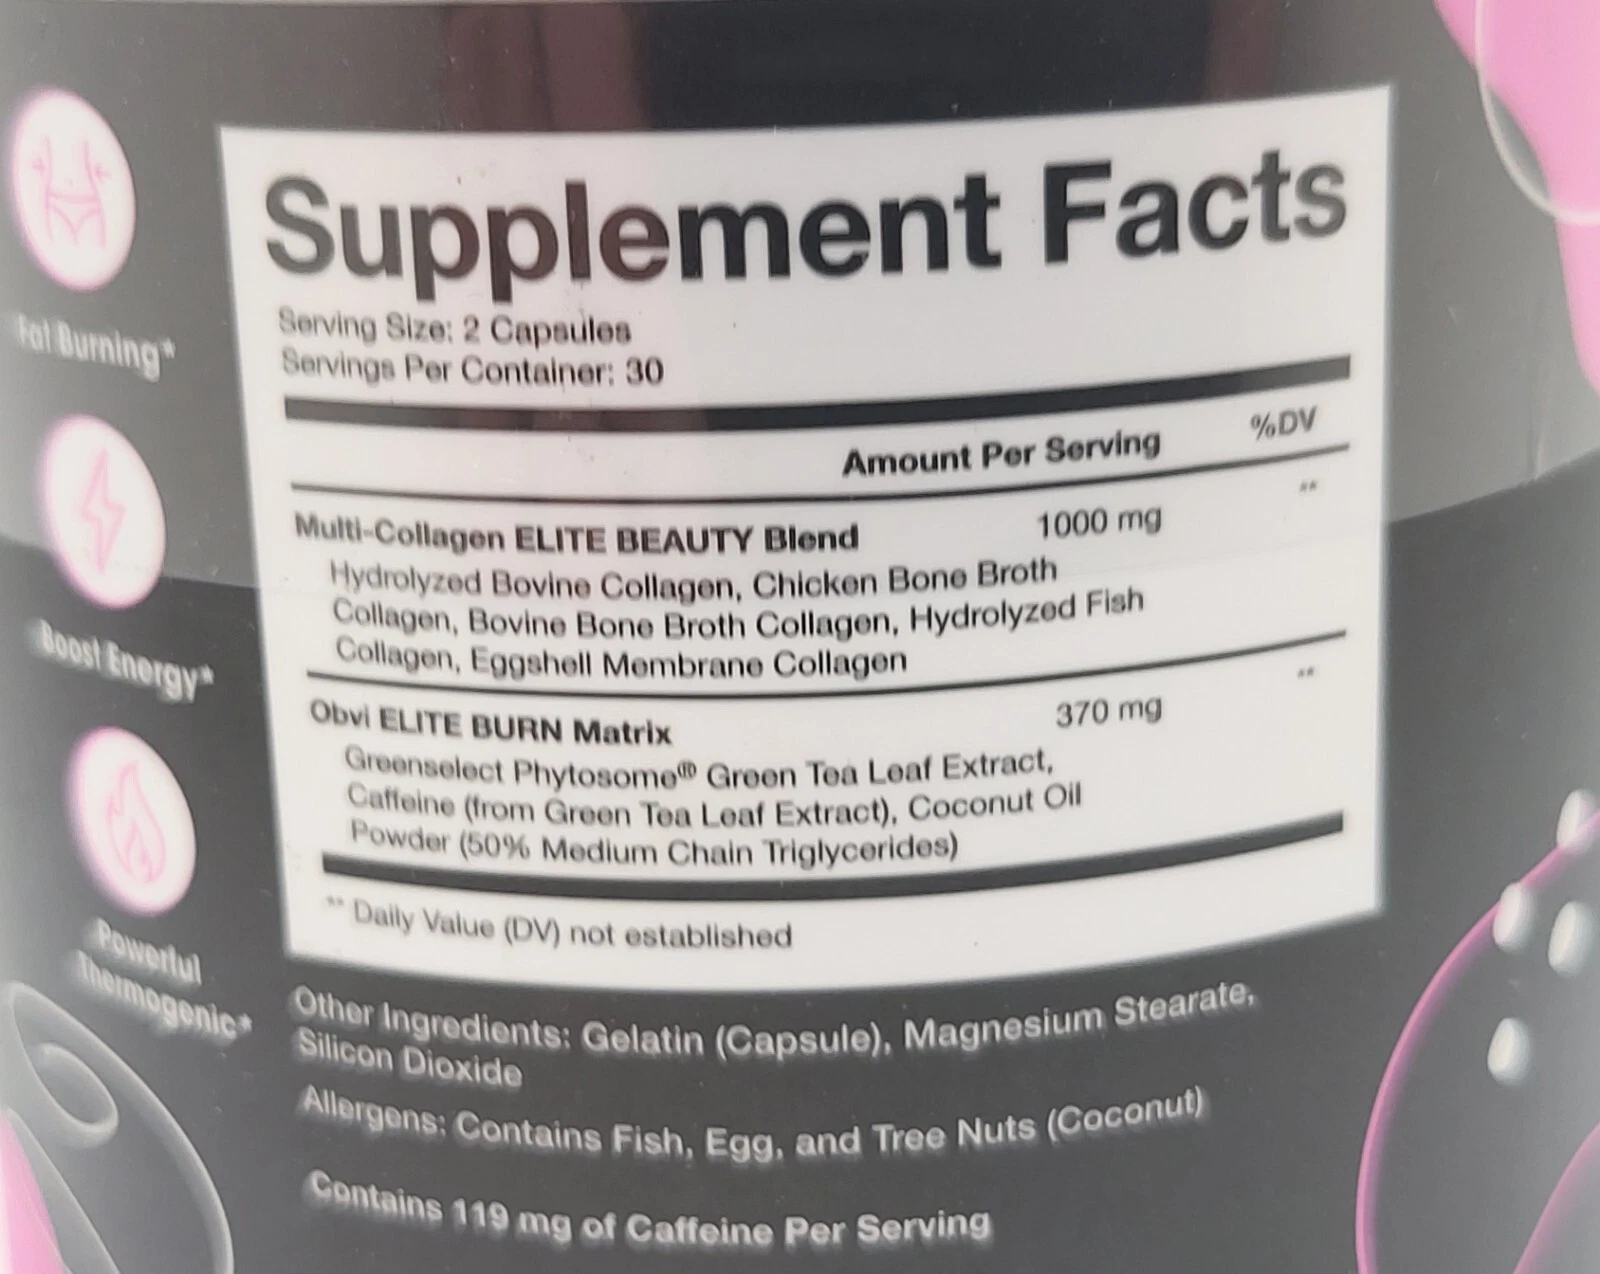 Supplement Facts
Serving Size: 2 Capsules
Servings Per Container: 30
Amount Per Serving %DV
Multi-Collagen ELITE BEAUTY Blend 1000 mg **
Hydrolyzed Bovine Collagen, Chicken Bone Broth
Collagen, Bovine Bone Broth Collagen, Hydrolyzed Fish
Collagen, Eggshell Membrane Collagen
Obvi ELITE BURN Matrix 370 mg **
Greenselect Phytosome® Green Tea Leaf Extract,
Caffeine (from Green Tea Leaf Extract), Coconut Oil
Powder (50% Medium Chain Triglycerides)
** Daily Value (DV) not established
Other Ingredients: Gelatin (Capsule), Magnesium Stearate,
Silicon Dioxide
Allergens: Contains Fish, Egg, and Tree Nuts (Coconut)
Contains 119 mg of Caffeine Per Serving
Fat Burning*
Boost Energy*
Powerful
Thermogenic*